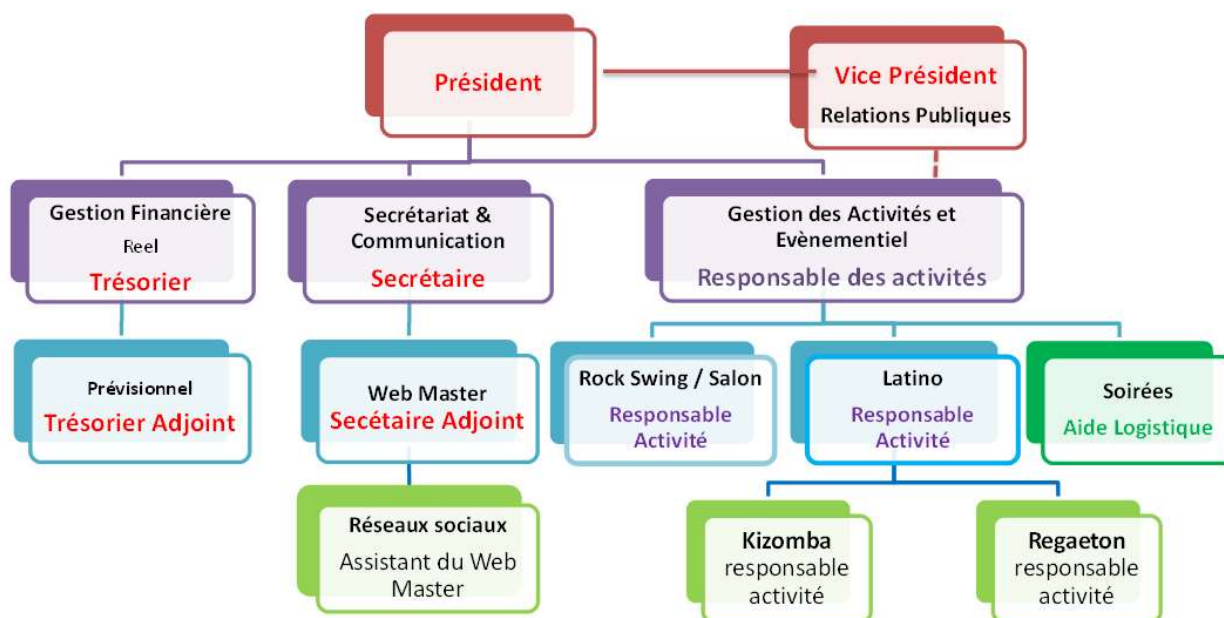 Président
Vice Président
Relations Publiques
Gestion Financière
Reel
Trésorier
Secrétariat &
Communication
Secrétaire
Gestion des Activités et
Evènementiel
Responsable des activités
Prévisionnel
Trésorier Adjoint
Web Master
Secétaire Adjoint
Rock Swing / Salon
Responsable
Activité
Latino
Responsable
Activité
Soirées
Aide Logistique
Réseaux sociaux
Assistant du Web
Master
Kizomba
responsable
activité
Regaeton
responsable
activité